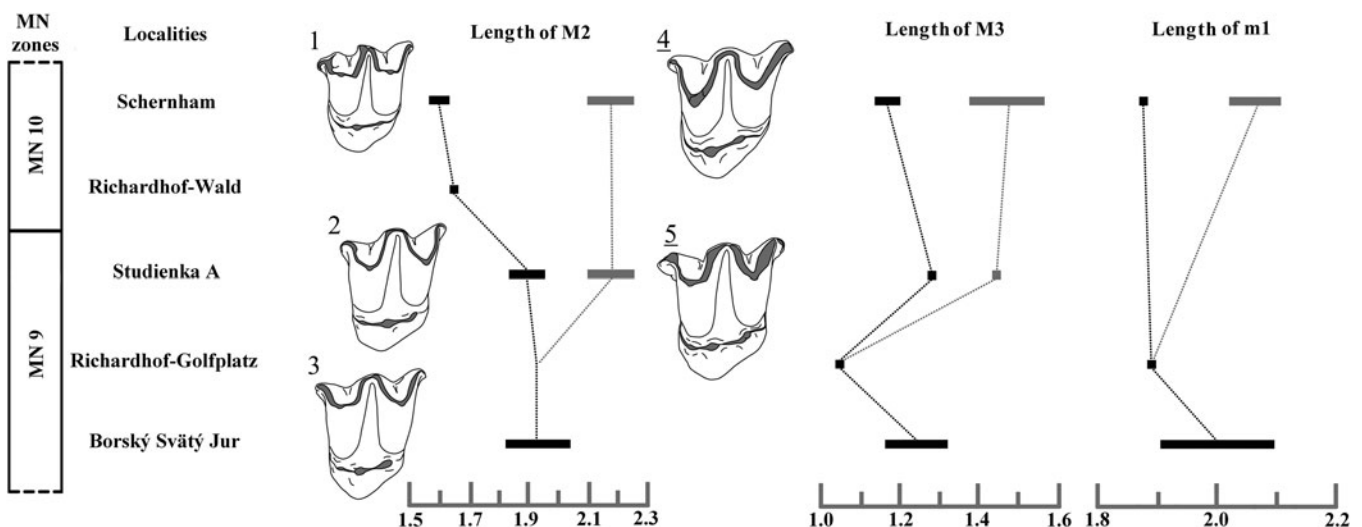 MN
zones
Localities
Length of M2
Length of M3
Length of m1
1
4
Schernham
MN 10
Richardhof-Wald
2
5
Studienka A
MN 9
Richardhof-Golfplatz
3
Borský Svätý Jur
1.5 1.7 1.9 2.1 2.3
1.0 1.2 1.4 1.6
1.8 2.0 2.2